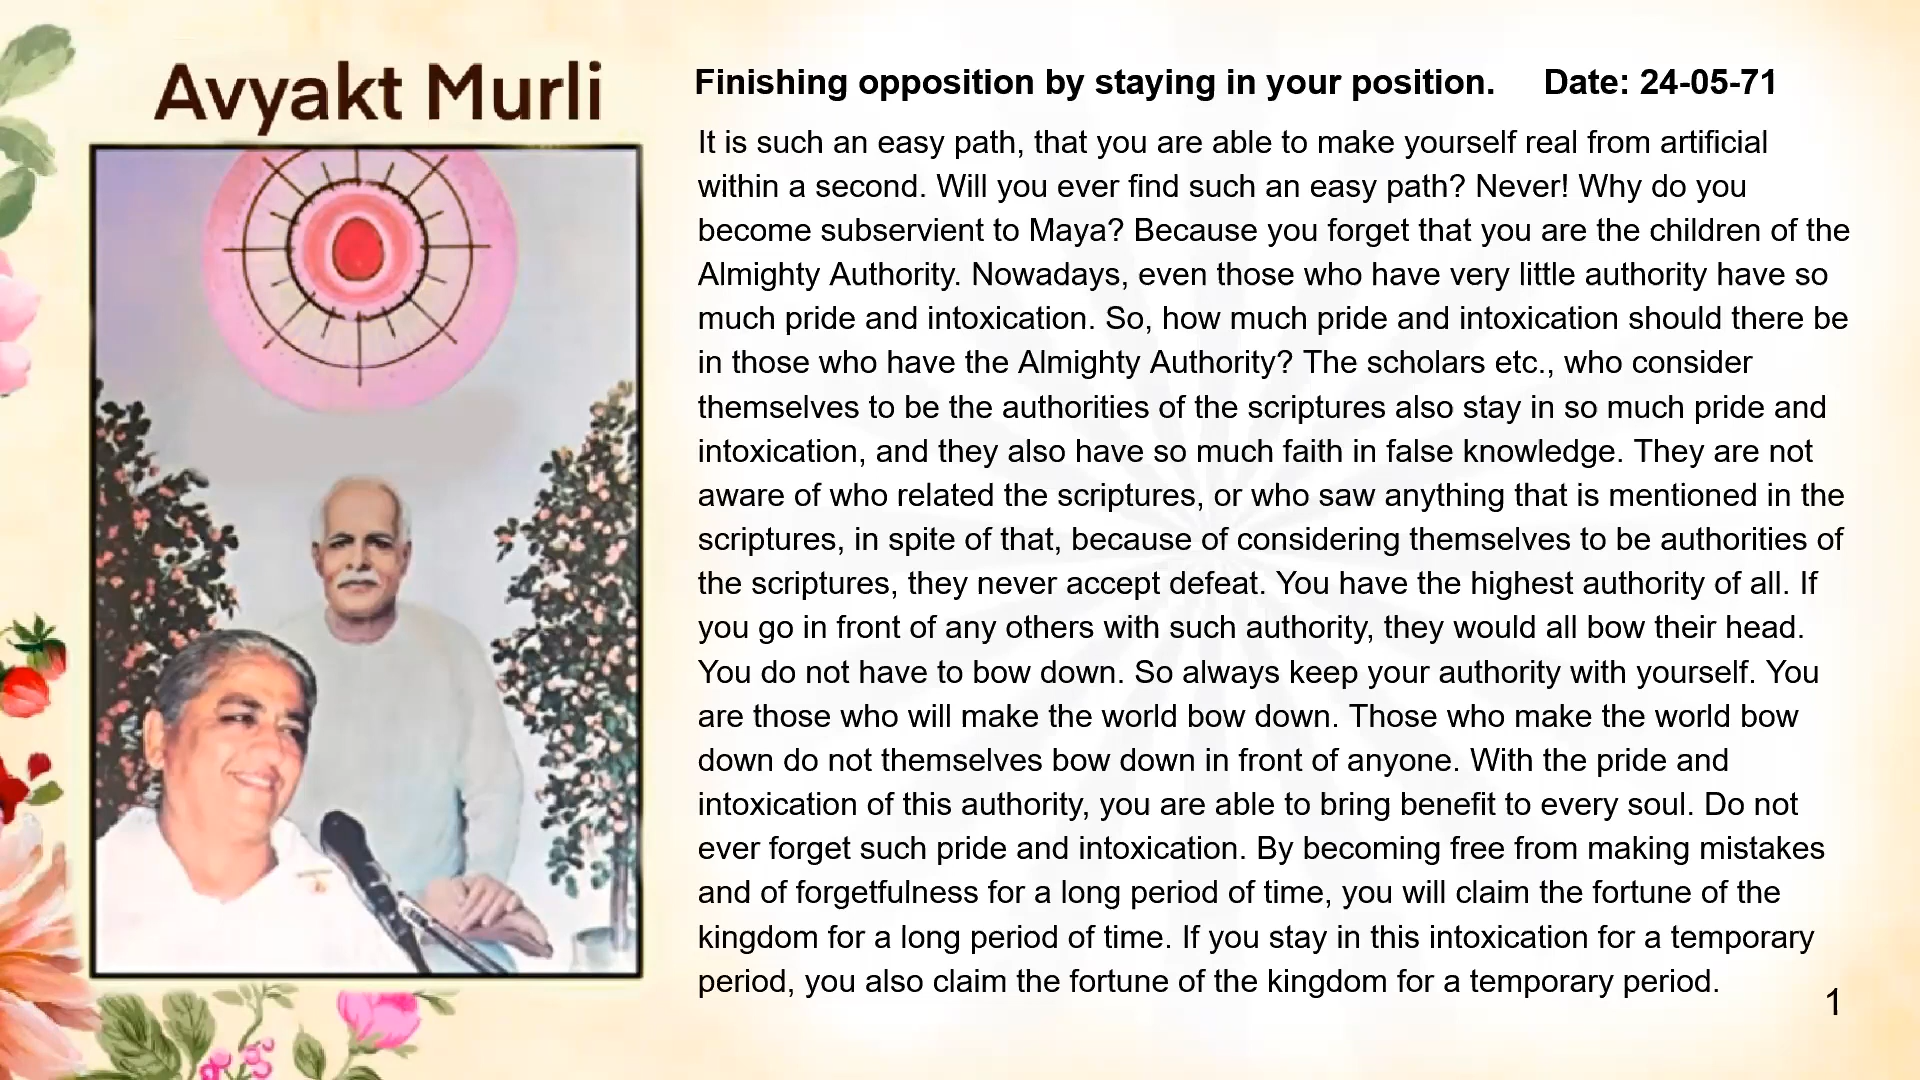 Avyakt Murli
Finishing opposition by staying in your position. Date: 24-05-71
It is such an easy path, that you are able to make yourself real from artificial
within a second. Will you ever find such an easy path? Never! Why do you
become subservient to Maya? Because you forget that you are the children of the
Almighty Authority. Nowadays, even those who have very little authority have so
much pride and intoxication. So, how much pride and intoxication should there be
in those who have the Almighty Authority? The scholars etc., who consider
themselves to be the authorities of the scriptures also stay in so much pride and
intoxication, and they also have so much faith in false knowledge. They are not
aware of who related the scriptures, or who saw anything that is mentioned in the
scriptures, in spite of that, because of considering themselves to be authorities of
the scriptures, they never accept defeat. You have the highest authority of all. If
you go in front of any others with such authority, they would all bow their head.
You do not have to bow down. So always keep your authority with yourself. You
are those who will make the world bow down. Those who make the world bow
down do not themselves bow down in front of anyone. With the pride and
intoxication of this authority, you are able to bring benefit to every soul. Do not
ever forget such pride and intoxication. By becoming free from making mistakes
and of forgetfulness for a long period of time, you will claim the fortune of the
kingdom for a long period of time. If you stay in this intoxication for a temporary
period, you also claim the fortune of the kingdom for a temporary period.
1